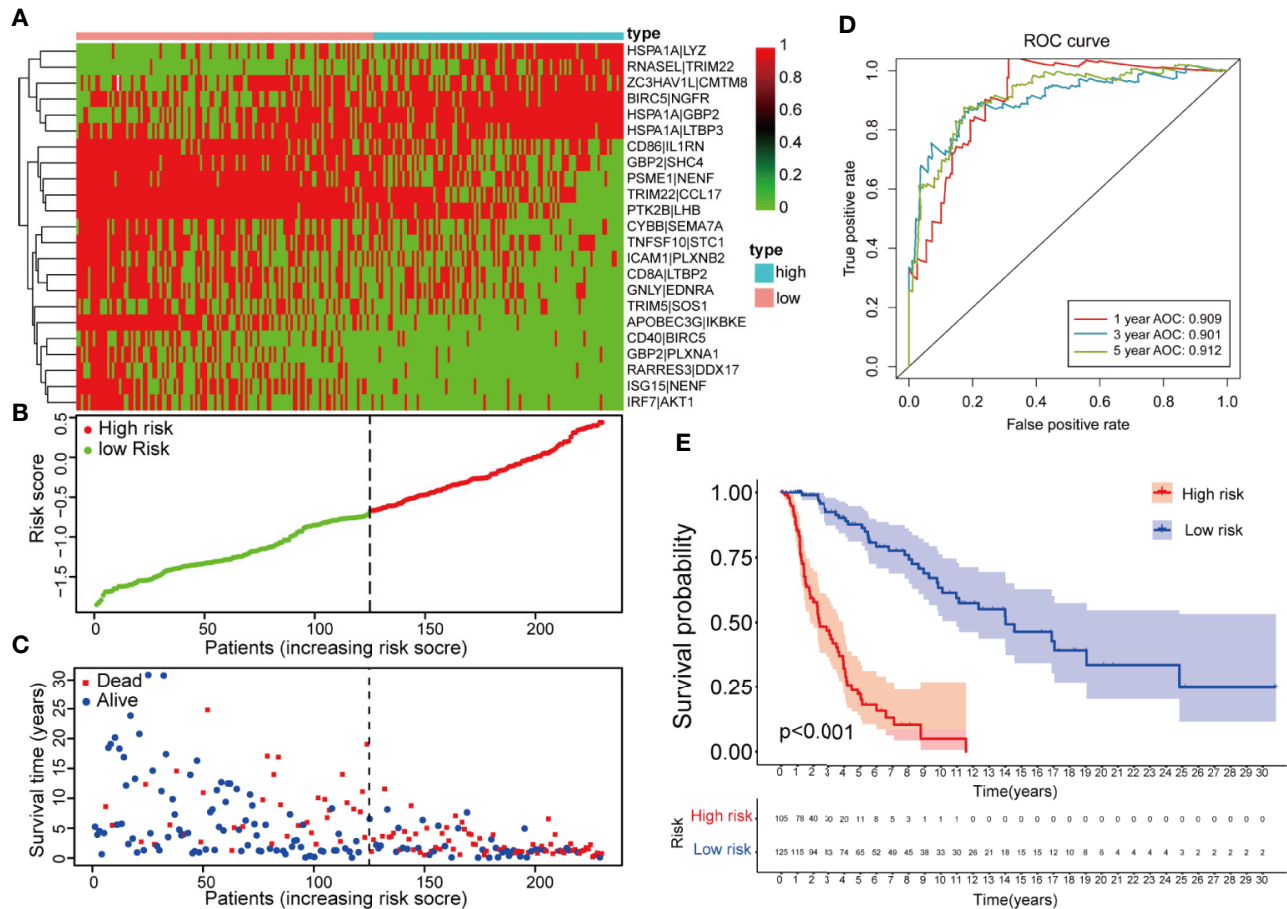 A
type
HSPA1A|LYZ
RNASEL|TRIM22
ZC3HAV1L|CMTM8
BIRC5|NGFR
HSPA1A|GBP2
HSPA1A|LTBP3
CD86|IL1RN
GBP2|SHC4
PSME1|NENF
TRIM22|CCL17
PTK2B|LHB
CYBB|SEMA7A
TNFSF10|STC1
ICAM1|PLXNB2
CD8A|LTBP2
GNLY|EDNRA
TRIM5|SOS1
APOBEC3G|IKBKE
CD40|BIRC5
GBP2|PLXNA1
RARRES3|DDX17
ISG15|NENF
IRF7|AKT1
1
0.8
0.6
0.4
0.2
0
type
high
low
B
High risk
low Risk
Risk score
0.5
0.0
−0.5
−1.0
−1.5
0 50 100 150 200
Patients (increasing risk socre)
C
Dead
Alive
Survival time (years)
30
25
20
15
10
5
0
0 50 100 150 200
Patients (increasing risk socre)
D
ROC curve
True positive rate
1.0
0.8
0.6
0.4
0.2
0.0
1 year AOC: 0.909
3 year AOC: 0.901
5 year AOC: 0.912
0.0 0.2 0.4 0.6 0.8 1.0
False positive rate
E
High risk
Low risk
Survival probability
1.00
0.75
0.50
0.25
0.00
p<0.001
0 1 2 3 4 5 6 7 8 9 10 11 12 13 14 15 16 17 18 19 20 21 22 23 24 25 26 27 28 29 30
Time(years)
Risk
High risk 105 78 40 20 11 8 5 3 1 1 1 0 0 0 0 0 0 0 0 0 0 0 0 0 0 0 0 0 0 0
Low risk 125 115 94 74 65 52 49 45 38 33 30 26 21 18 15 15 12 10 8 6 4 4 4 4 3 2 2 2 2 2
0 1 2 3 4 5 6 7 8 9 10 11 12 13 14 15 16 17 18 19 20 21 22 23 24 25 26 27 28 29 30
Time(years)